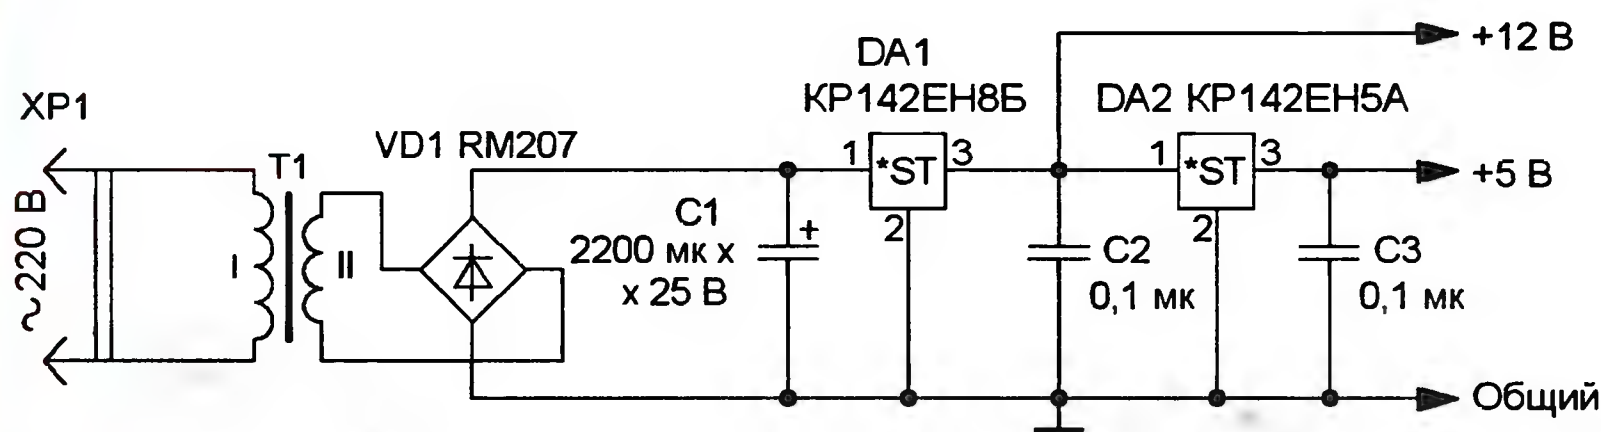 XP1
~220 В
T1
I
II
VD1 RM207
C1
2200 мк х
х 25 В
+
DA1
КР142ЕН8Б
1
*ST
3
2
C2
0,1 мк
DA2 КР142ЕН5А
1
*ST
3
2
C3
0,1 мк
+12 В
+5 В
Общий